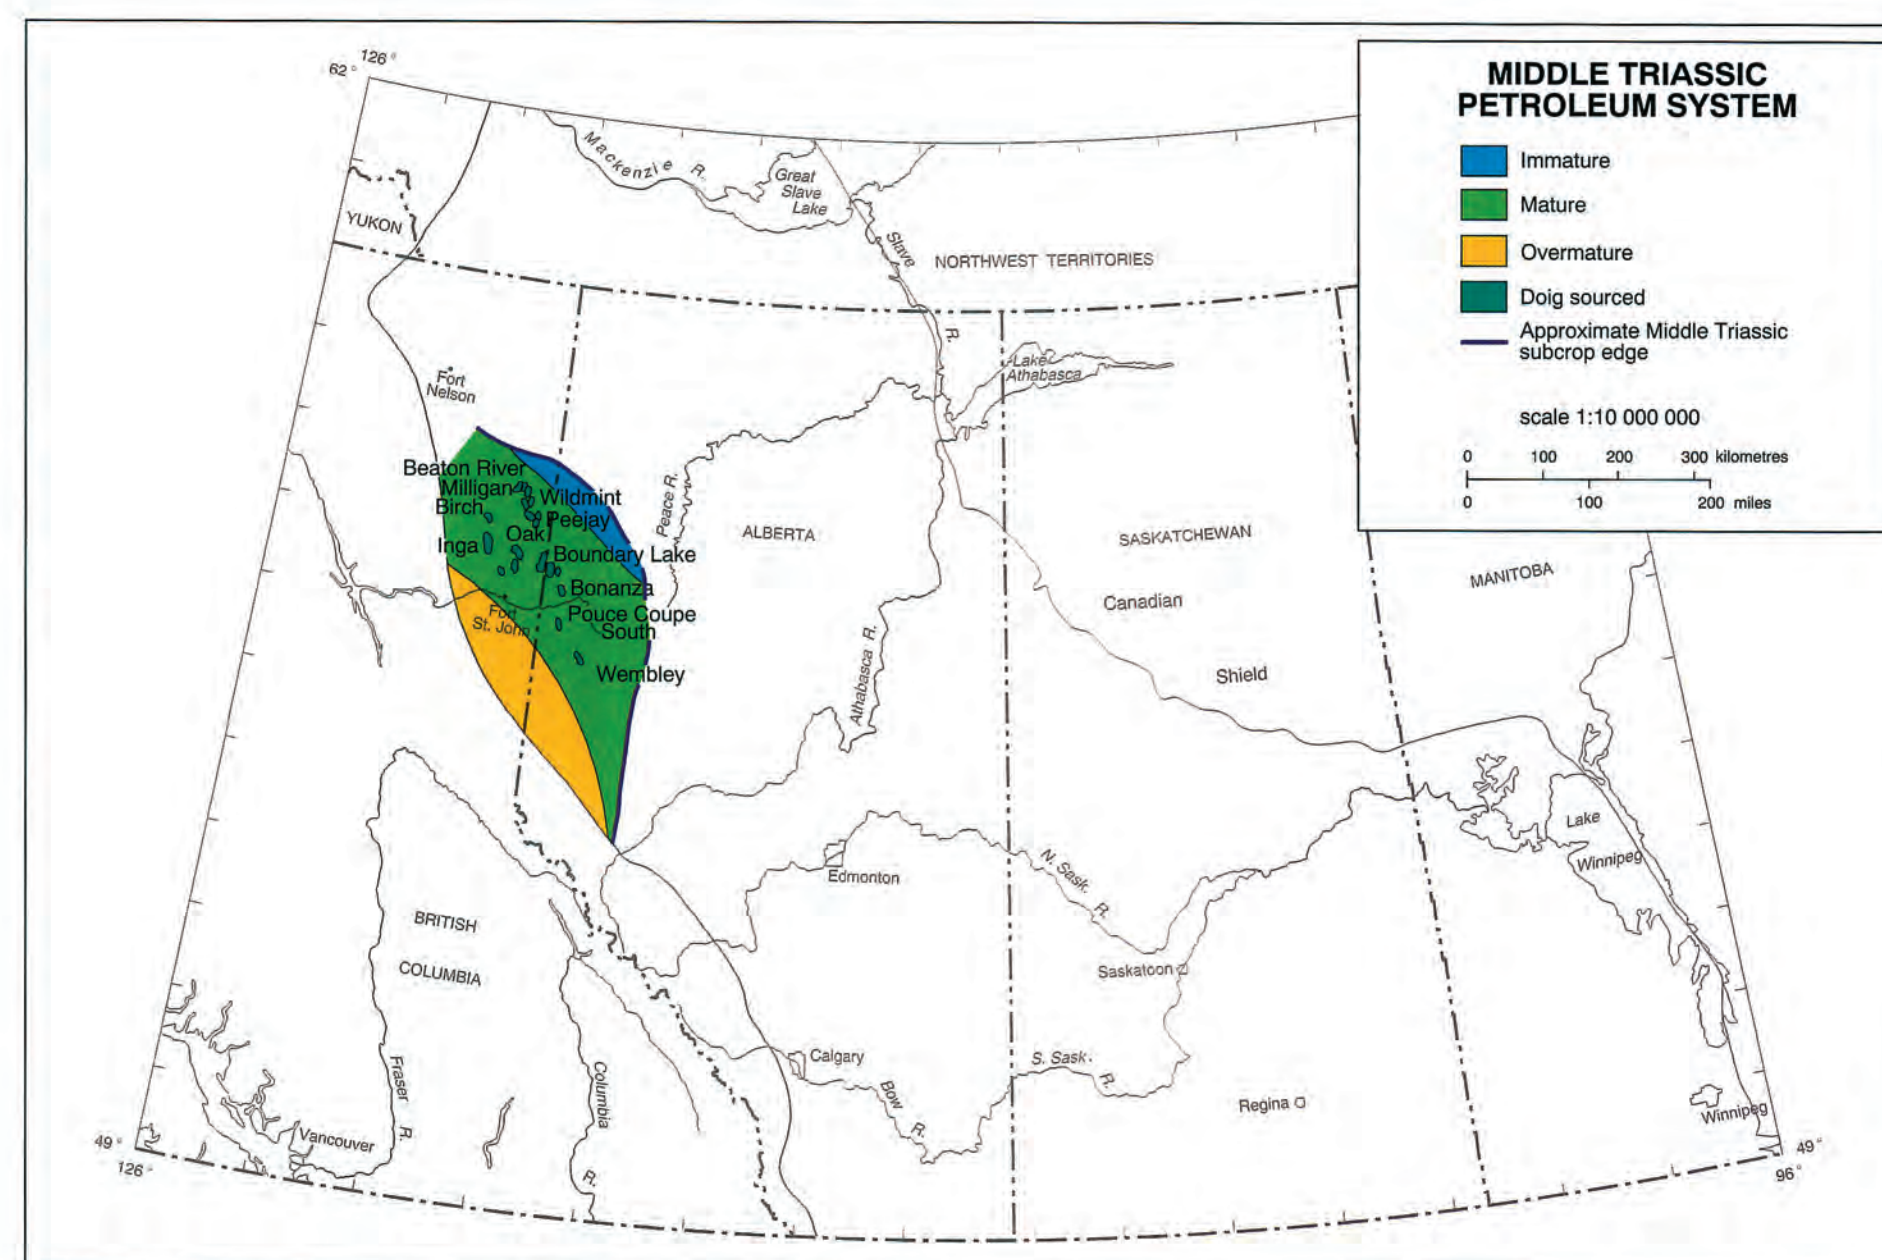 126°
62°
MIDDLE TRIASSIC
PETROLEUM SYSTEM
Immature
Mature
Overmature
Doig sourced
Approximate Middle Triassic
subcrop edge
scale 1:10 000 000
0 100 200 300 kilometres
0 100 200 miles
Mackenzie R.
Great
Slave
Lake
YUKON
Slave
R.
NORTHWEST TERRITORIES
Lake
Athabasca
Fort
Nelson
Beaton River
Milligan
Wildmint
Birch
Peejay
Oak
Inga
Boundary Lake
Bonanza
Fort
St. John
Pouce Coupe
South
Wembley
Peace R.
ALBERTA
SASKATCHEWAN
MANITOBA
Canadian
Shield
Athabasca R.
Lake
Winnipeg
Edmonton
N. Sask.
R.
BRITISH
COLUMBIA
Saskatoon
Calgary
S. Sask.
R.
Bow
R.
Fraser
R.
Columbia
R.
Regina
Winnipeg
Vancouver
49°
126°
49°
96°